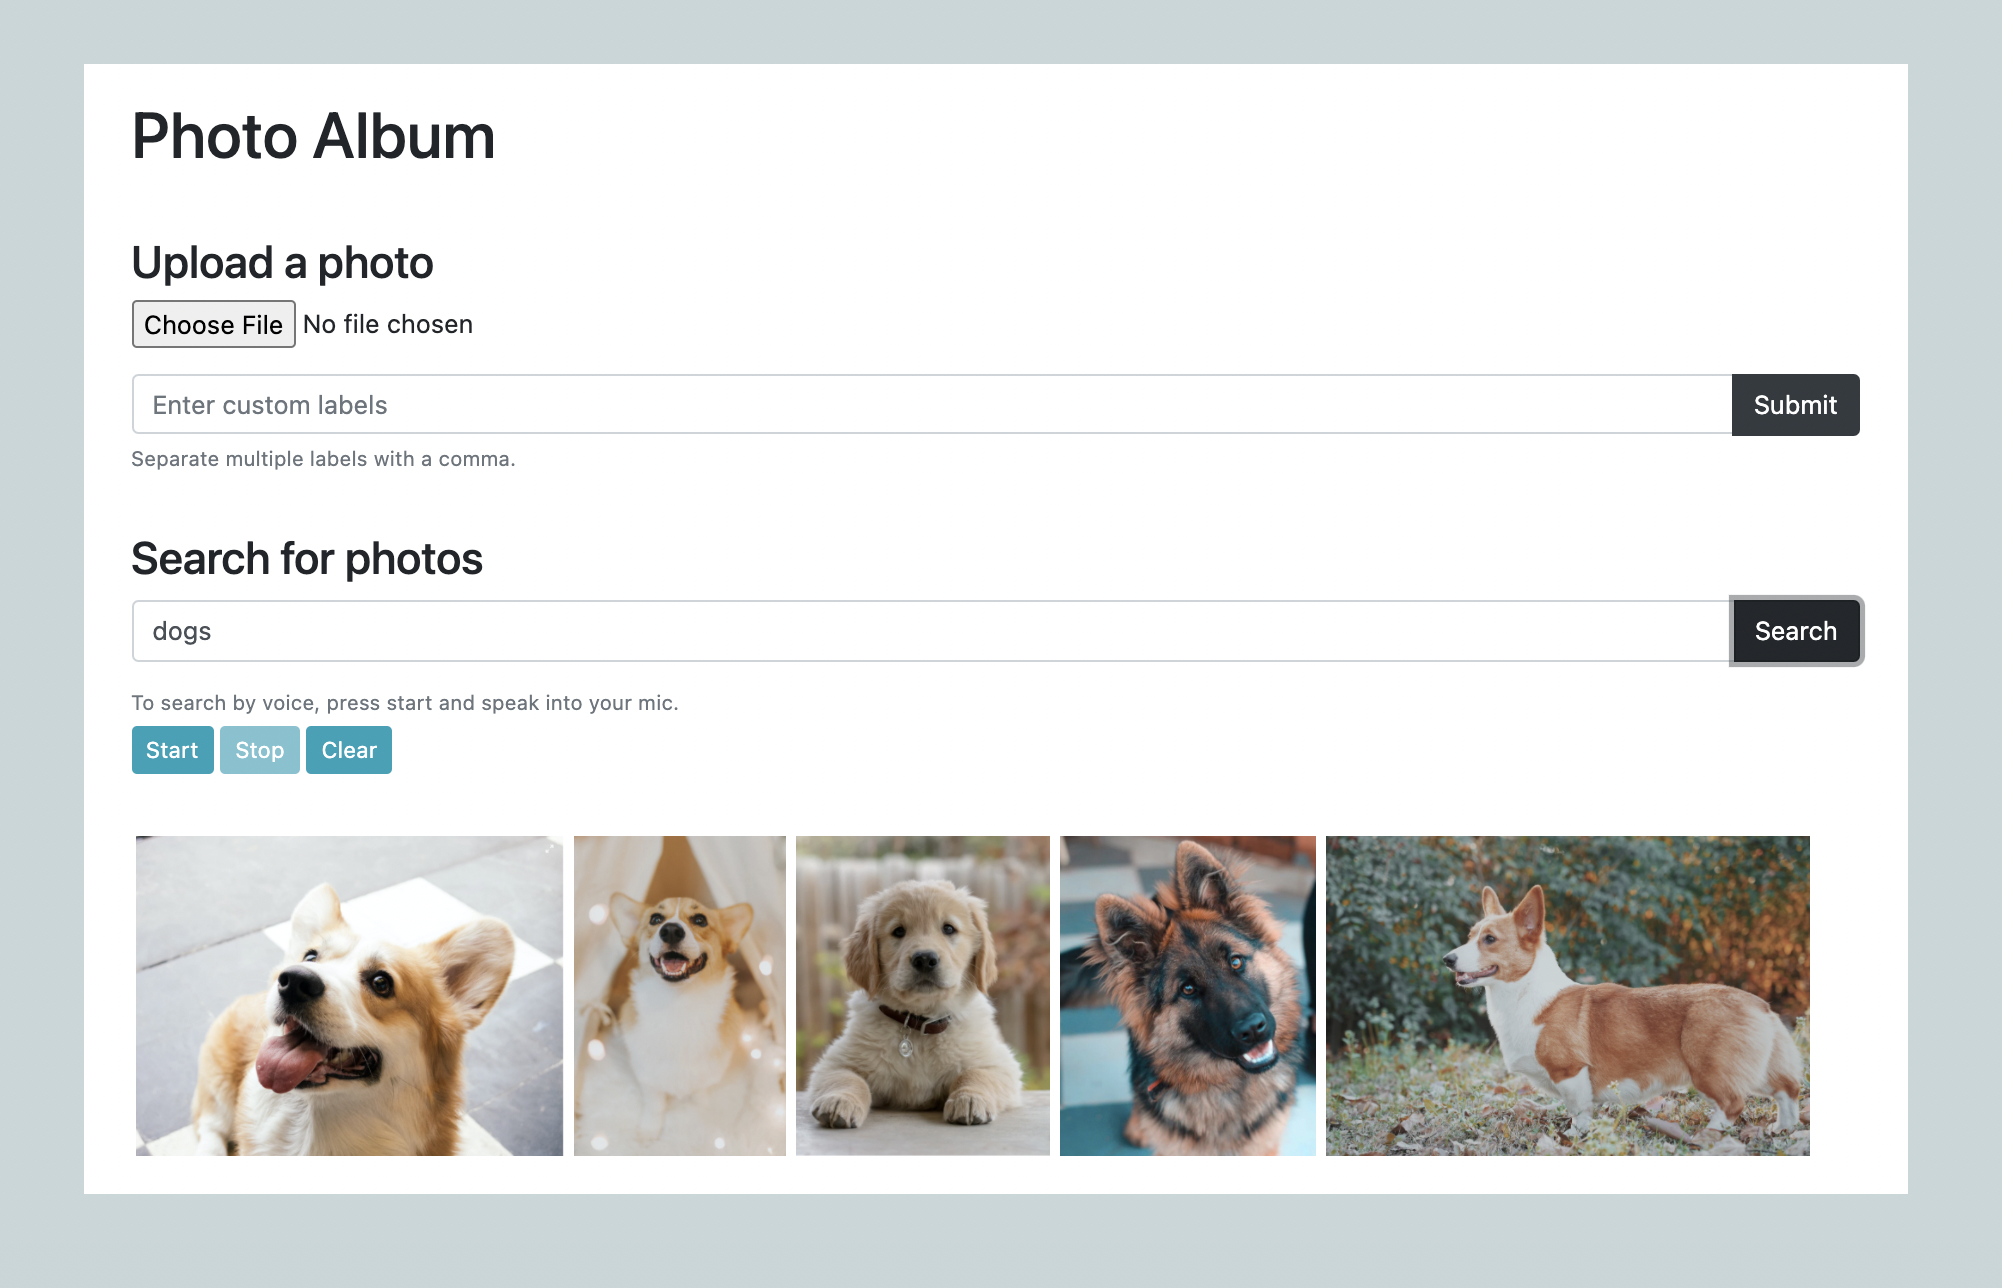 Photo Album
Upload a photo
Choose File No file chosen
Enter custom labels Submit
Separate multiple labels with a comma.
Search for photos
dogs Search
To search by voice, press start and speak into your mic.
Start Stop Clear